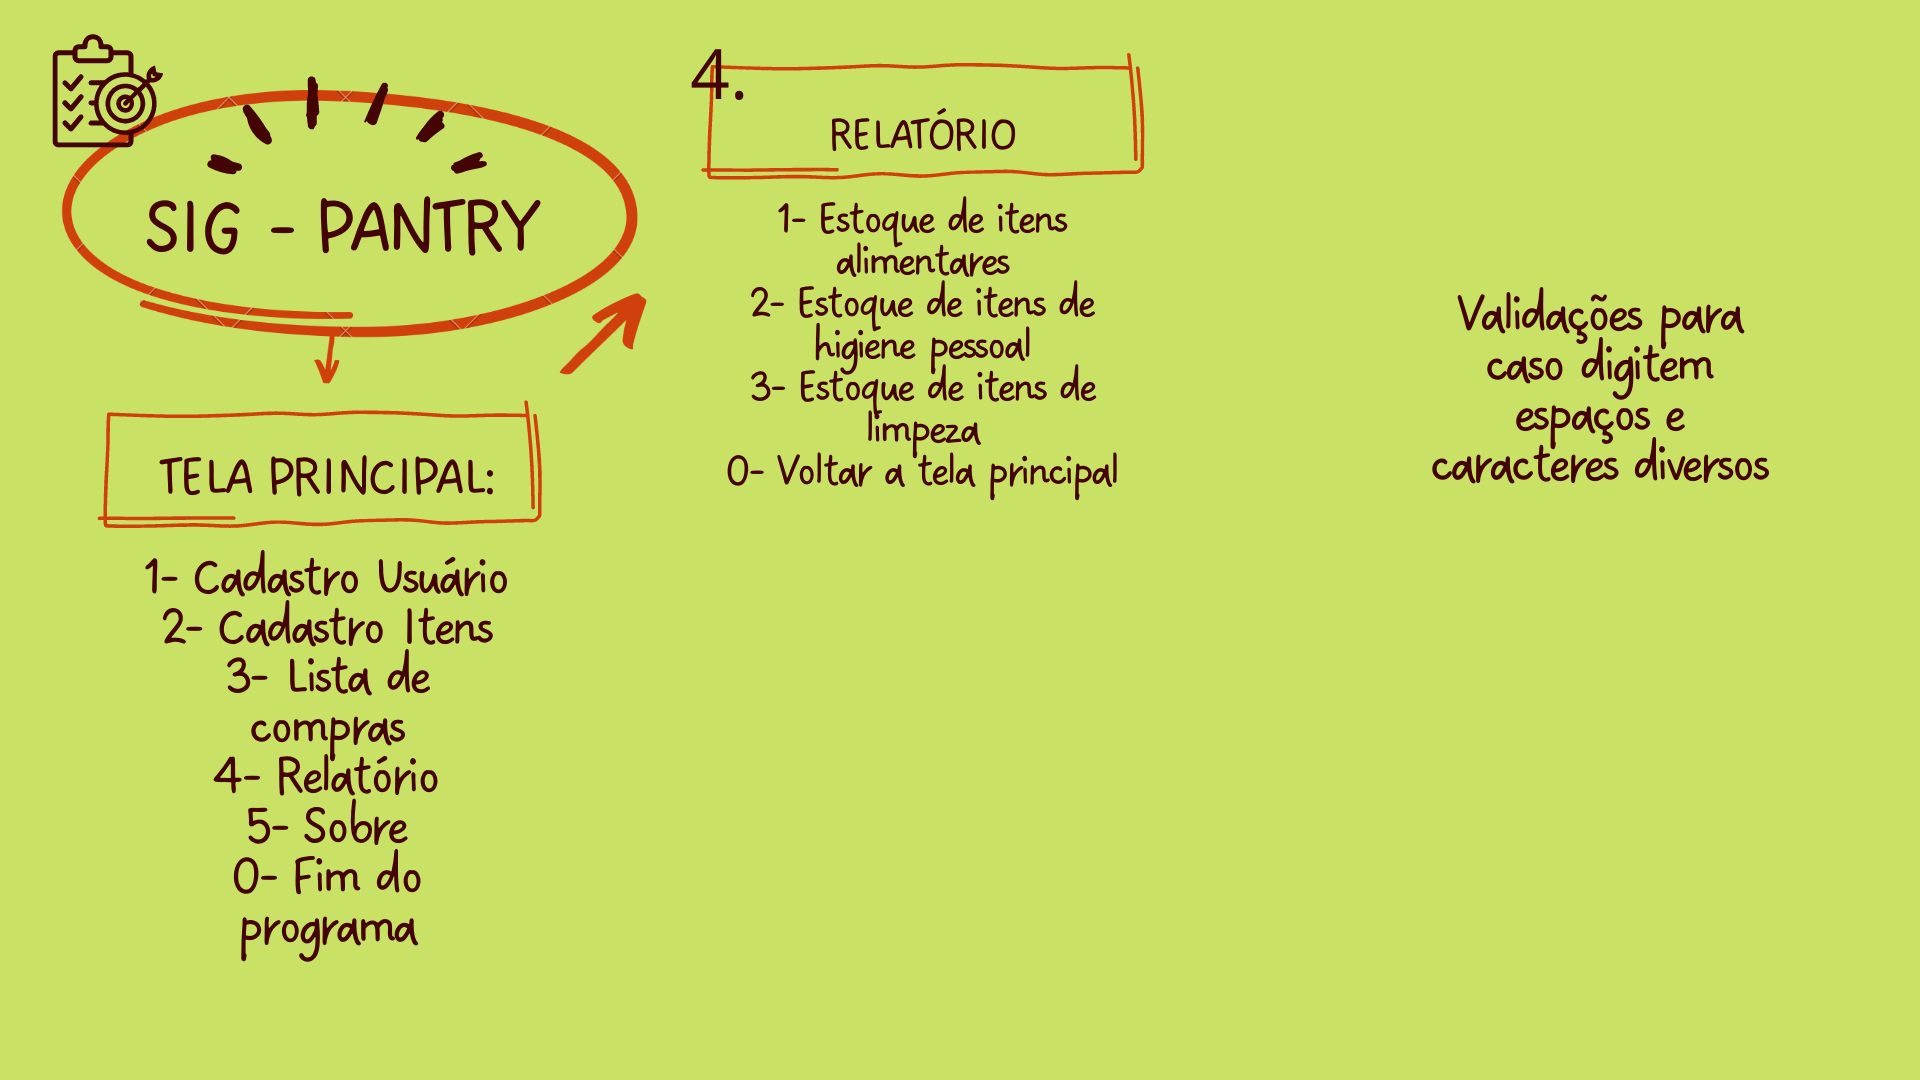 SIG - PANTRY
TELA PRINCIPAL:
1- Cadastro Usuário
2- Cadastro Itens
3- Lista de
compras
4- Relatório
5- Sobre
0- Fim do
programa
4.
RELATÓRIO
1- Estoque de itens
alimentares
2- Estoque de itens de
higiene pessoal
3- Estoque de itens de
limpeza
0- Voltar a tela principal
Validações para
caso digitem
espaços e
caracteres diversos